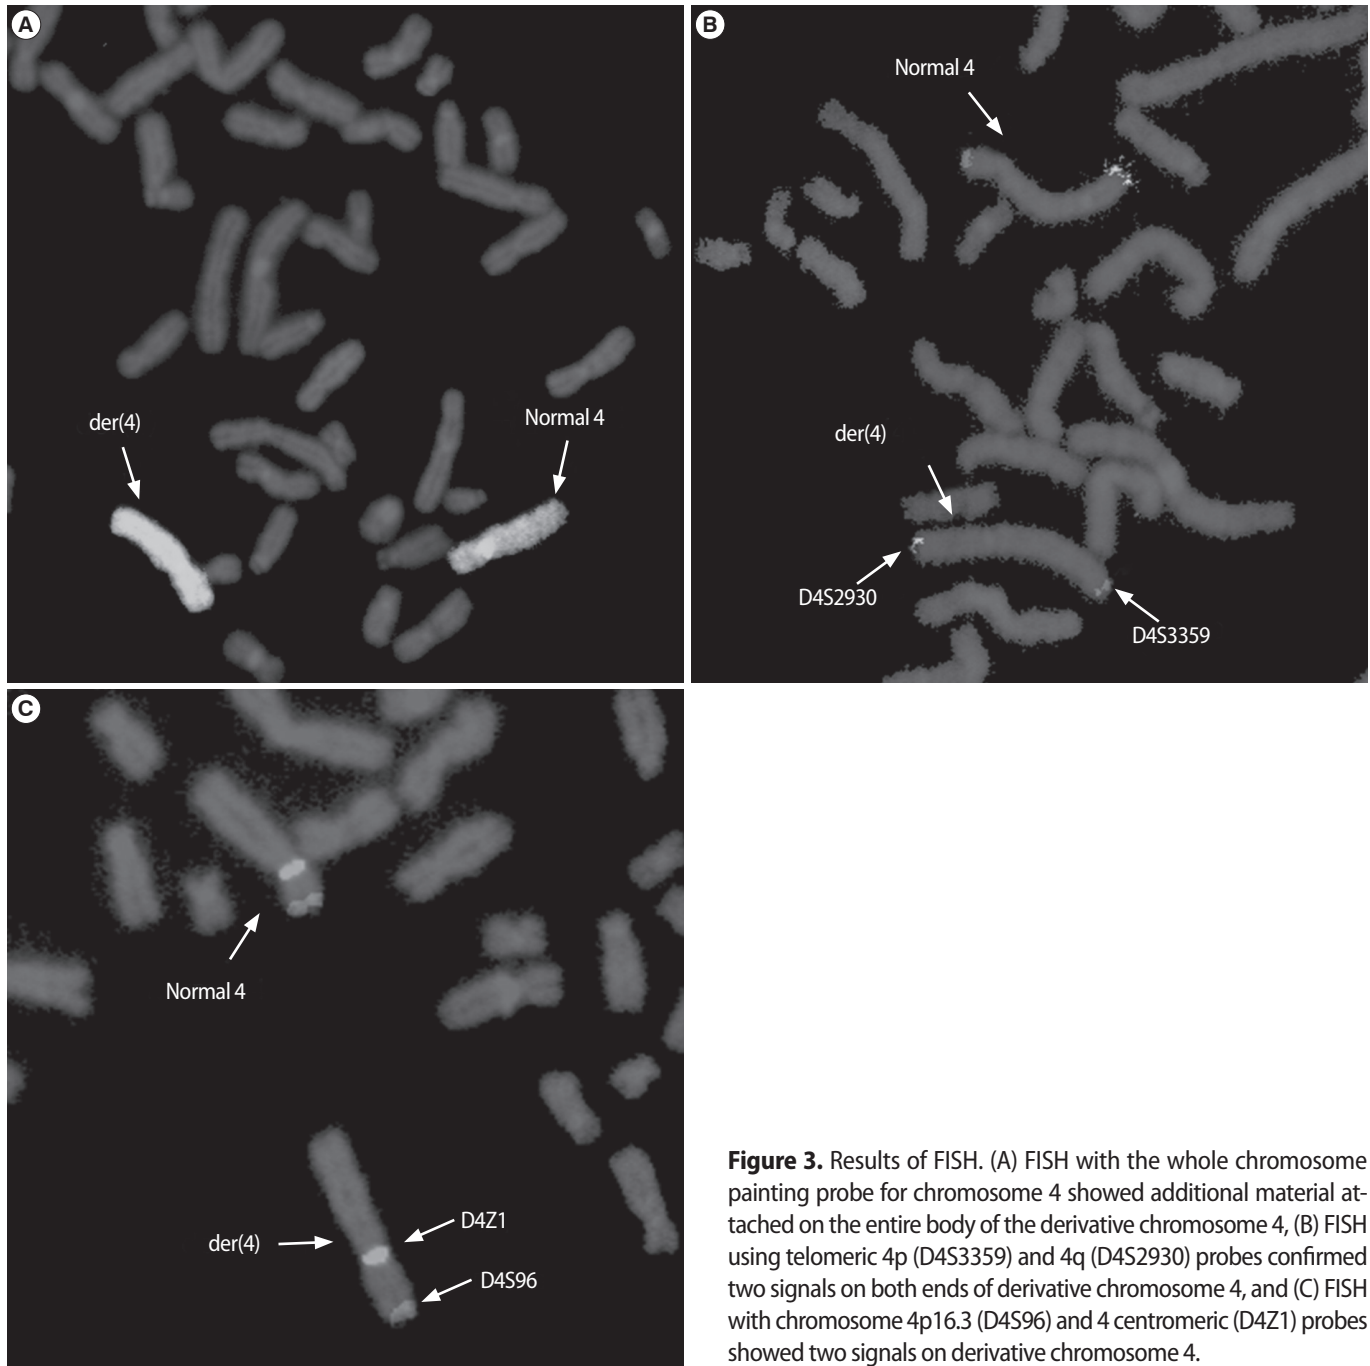 A
der(4)
Normal 4
B
Normal 4
der(4)
D4S2930
D4S3359
C
Normal 4
der(4)
D4Z1
D4S96
Figure 3. Results of FISH. (A) FISH with the whole chromosome
painting probe for chromosome 4 showed additional material at-
tached on the entire body of the derivative chromosome 4, (B) FISH
using telomeric 4p (D4S3359) and 4q (D4S2930) probes confirmed
two signals on both ends of derivative chromosome 4, and (C) FISH
with chromosome 4p16.3 (D4S96) and 4 centromeric (D4Z1) probes
showed two signals on derivative chromosome 4.